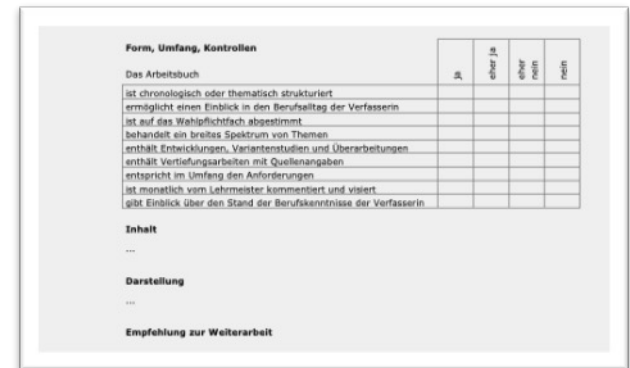 Form, Umfang, Kontrollen
Das Arbeitsbuch
ja
eher ja
eher nein
nein
ist chronologisch oder thematisch strukturiert
ermöglicht einen Einblick in den Berufsalltag der Verfasserin
ist auf das Wahlpflichtfach abgestimmt
behandelt ein breites Spektrum von Themen
enthält Entwicklungen, Variantenstudien und Überarbeitungen
enthält Vertiefungsarbeiten mit Quellenangaben
entspricht im Umfang den Anforderungen
ist monatlich vom Lehrmeister kommentiert und visiert
gibt Einblick über den Stand der Berufskenntnisse der Verfasserin
Inhalt
...
Darstellung
...
Empfehlung zur Weiterarbeit